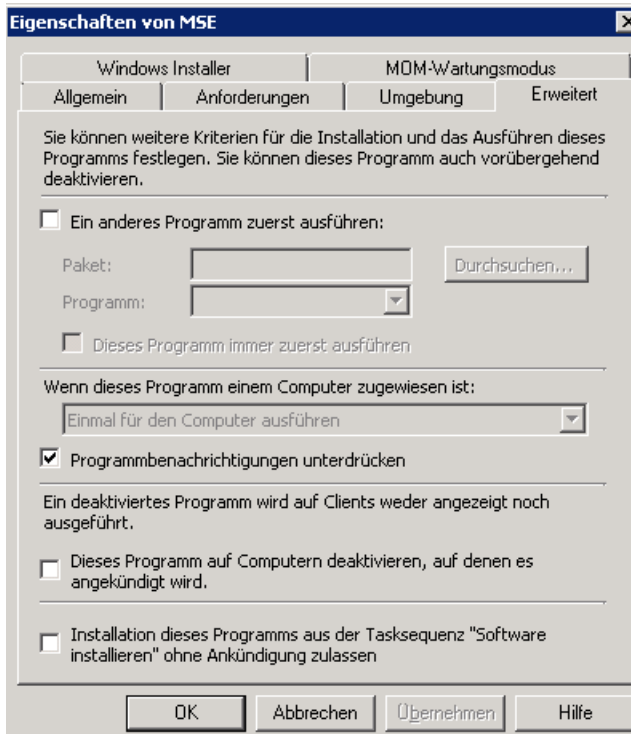 Eigenschaften von MSE
Windows Installer
MOM-Wartungsmodus
Allgemein
Anforderungen
Umgebung
Erweitert
Sie können weitere Kriterien für die Installation und das Ausführen dieses
Programms festlegen. Sie können dieses Programm auch vorübergehend
deaktivieren.
Ein anderes Programm zuerst ausführen:
Paket:
Durchsuchen...
Programm:
Dieses Programm immer zuerst ausführen
Wenn dieses Programm einem Computer zugewiesen ist:
Einmal für den Computer ausführen
Programmbenachrichtigungen unterdrücken
Ein deaktiviertes Programm wird auf Clients weder angezeigt noch
ausgeführt.
Dieses Programm auf Computern deaktivieren, auf denen es
angekündigt wird.
Installation dieses Programms aus der Tasksequenz "Software
installieren" ohne Ankündigung zulassen
OK
Abbrechen
Übernehmen
Hilfe